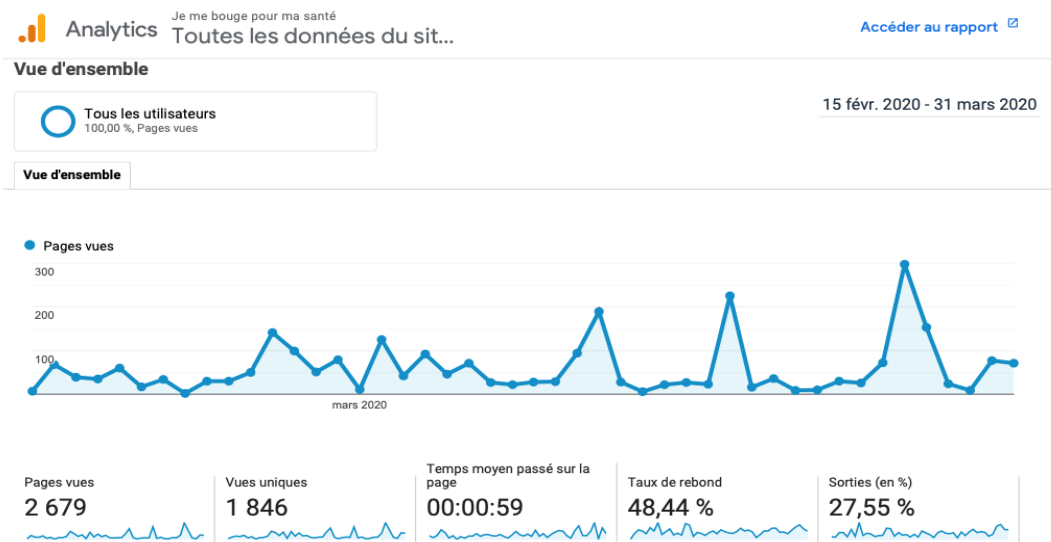 Analytics
Je me bouge pour ma santé
Toutes les données du sit...
Accéder au rapport
Vue d'ensemble
Tous les utilisateurs
100,00 %, Pages vues
15 févr. 2020 - 31 mars 2020
Vue d'ensemble
Pages vues
300
200
100
mars 2020
Pages vues
2 679
Vues uniques
1 846
Temps moyen passé sur la
page
00:00:59
Taux de rebond
48,44 %
Sorties (en %)
27,55 %